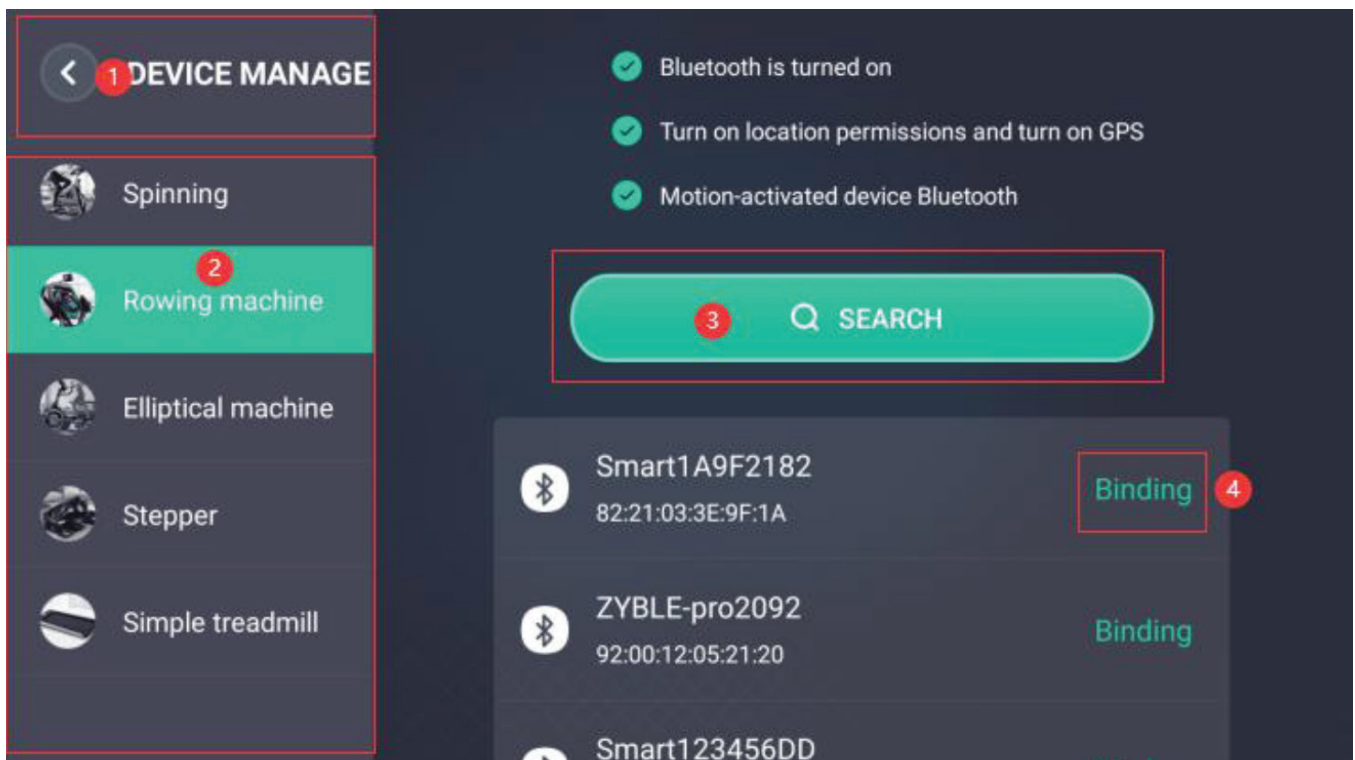 1 DEVICE MANAGE
Spinning
2
Rowing machine
Elliptical machine
Stepper
Simple treadmill
Bluetooth is turned on
Turn on location permissions and turn on GPS
Motion-activated device Bluetooth
3 SEARCH
Smart1A9F2182
82:21:03:3E:9F:1A
Binding 4
ZYBLE-pro2092
92:00:12:05:21:20
Binding
Smart123456DD